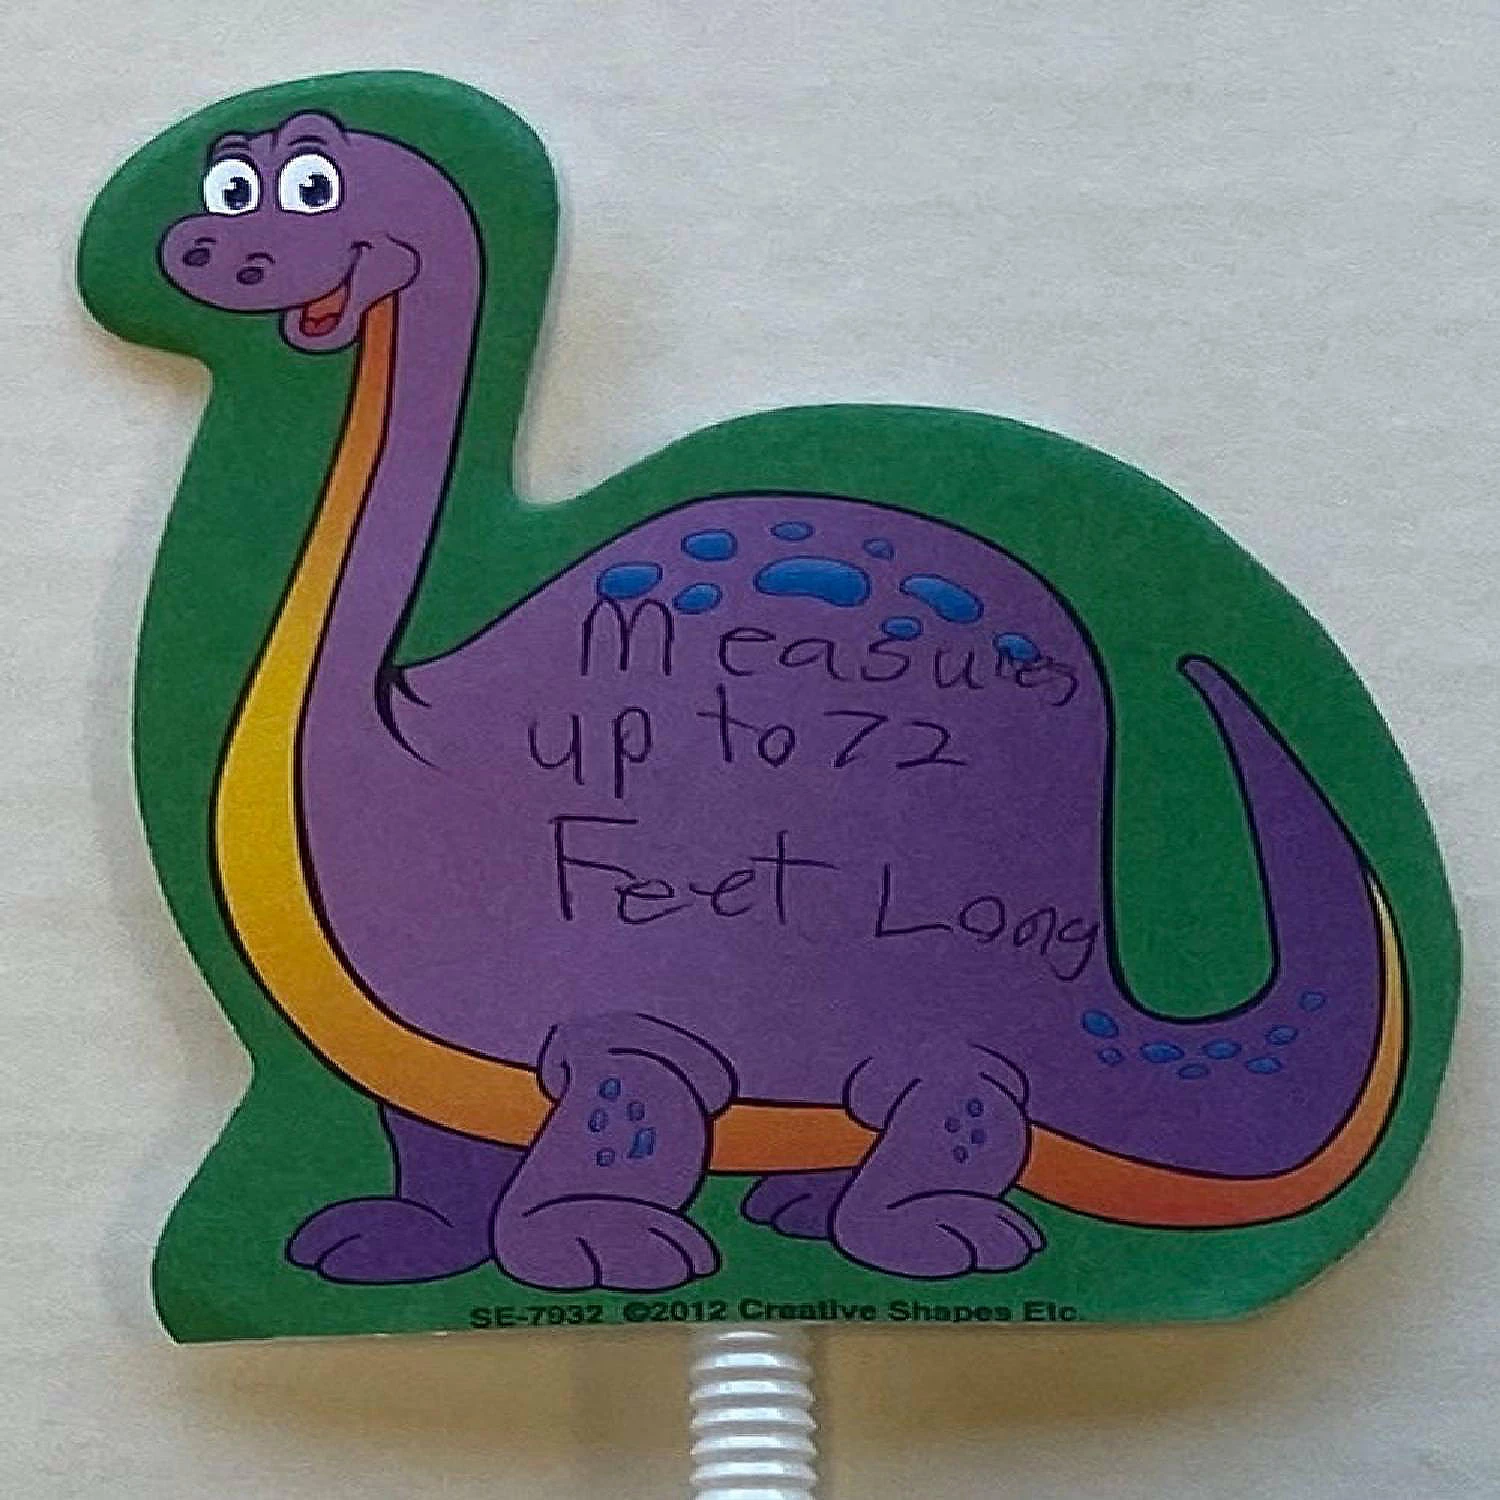 Measures
up to 72
Feet Long
SE-7932 ©2012 Creative Shapes Etc.